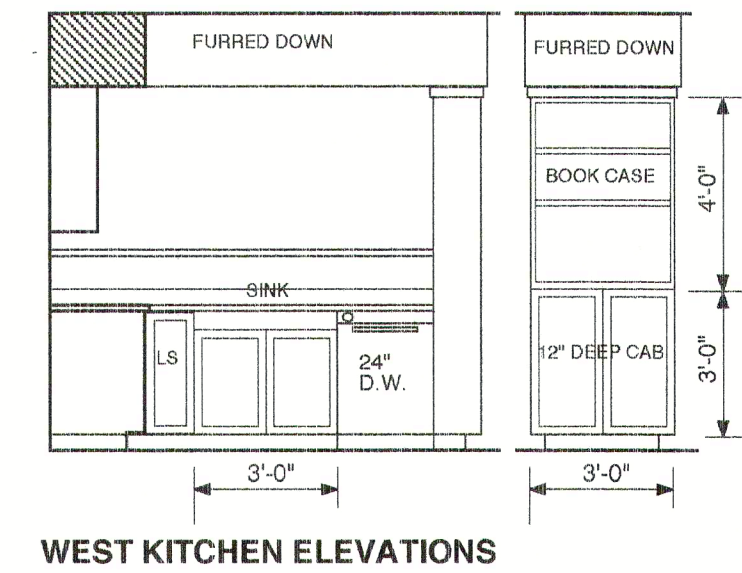 FURRED DOWN
FURRED DOWN
BOOK CASE
4'-0"
SINK
LS
24"
D.W.
12" DEEP CAB
3'-0"
3'-0"
3'-0"
WEST KITCHEN ELEVATIONS